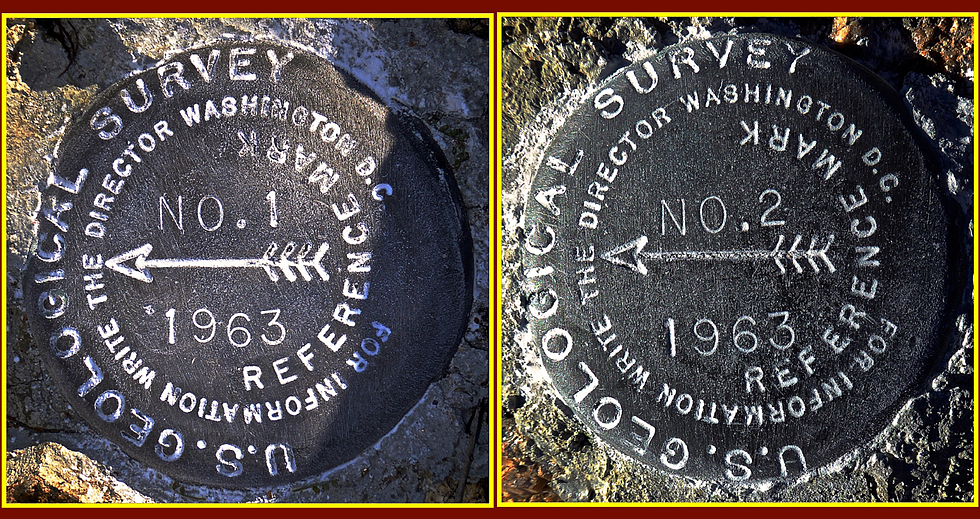 U.S. GEOLOGICAL SURVEY
FOR INFORMATION WRITE THE DIRECTOR WASHINGTON D.C.
REFERENCE MARK
NO. 1
1963
U.S. GEOLOGICAL SURVEY
FOR INFORMATION WRITE THE DIRECTOR WASHINGTON D.C.
REFERENCE MARK
NO. 2
1963